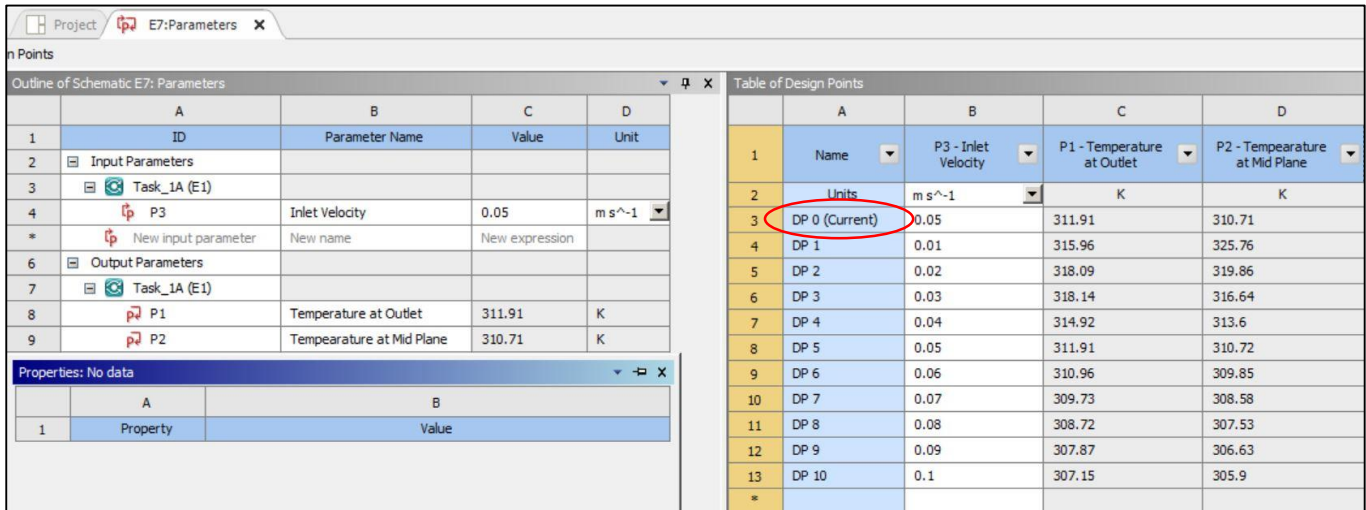 Project E7:Parameters X
n Points
Outline of Schematic E7: Parameters
A B C D
1 ID Parameter Name Value Unit
2 Input Parameters
3 Task_1A (E1)
4 P3 Inlet Velocity 0.05 m s^-1
* New input parameter New name New expression
6 Output Parameters
7 Task_1A (E1)
8 P1 Temperature at Outlet 311.91 K
9 P2 Tempearature at Mid Plane 310.71 K
Properties: No data
A B
1 Property Value
Table of Design Points
A B C D
1 Name P3 - Inlet Velocity P1 - Temperature at Outlet P2 - Tempearature at Mid Plane
2 Units m s^-1 K K
3 DP 0 (Current) 0.05 311.91 310.71
4 DP 1 0.01 315.96 325.76
5 DP 2 0.02 318.09 319.86
6 DP 3 0.03 318.14 316.64
7 DP 4 0.04 314.92 313.6
8 DP 5 0.05 311.91 310.72
9 DP 6 0.06 310.96 309.85
10 DP 7 0.07 309.73 308.58
11 DP 8 0.08 308.72 307.53
12 DP 9 0.09 307.87 306.63
13 DP 10 0.1 307.15 305.9
*